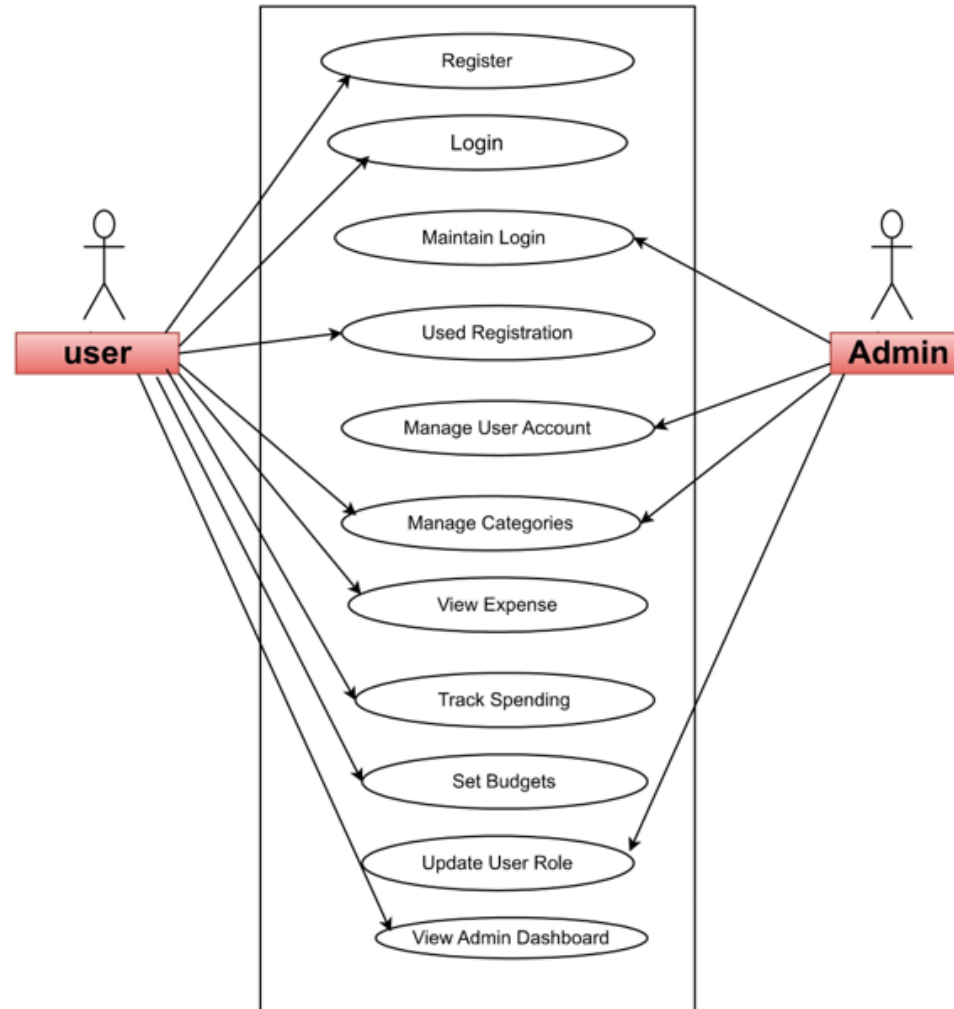 Register
Login
Maintain Login
Used Registration
user
Admin
Manage User Account
Manage Categories
View Expense
Track Spending
Set Budgets
Update User Role
View Admin Dashboard